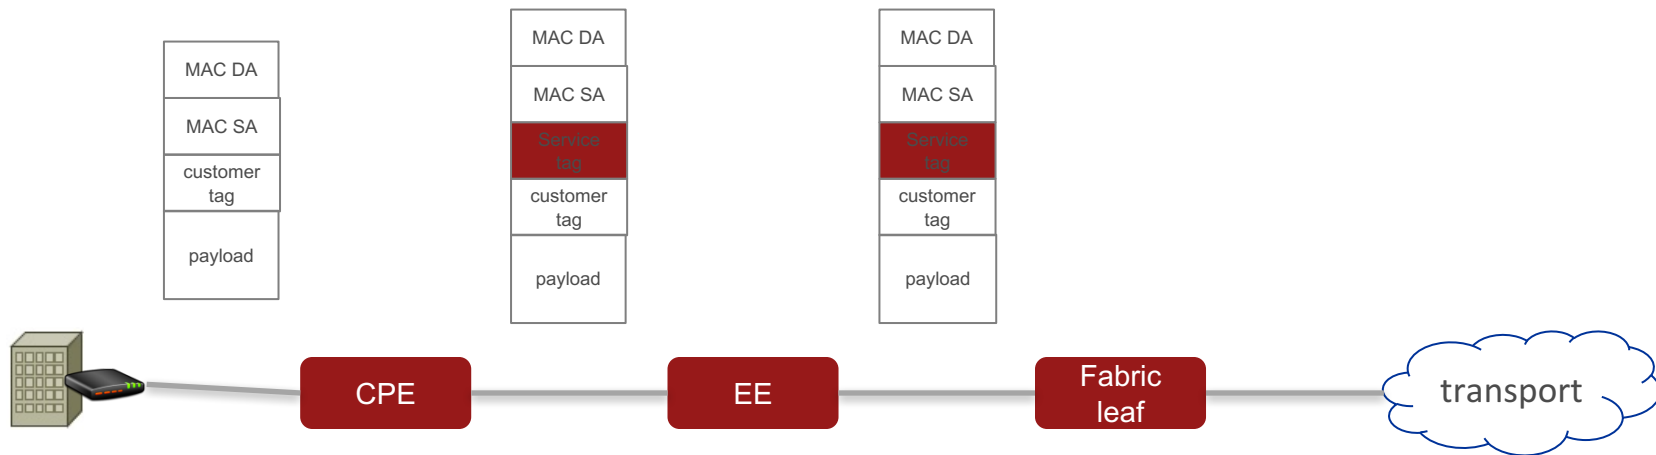 MAC DA
MAC SA
customer
tag
payload
MAC DA
MAC SA
Service
tag
customer
tag
payload
MAC DA
MAC SA
Service
tag
customer
tag
payload
CPE
EE
Fabric
leaf
transport